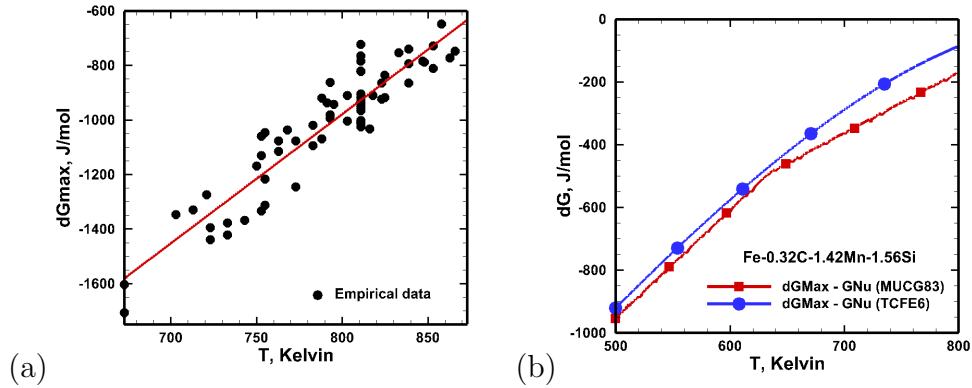 -400
-600
-800
-1000
-1200
-1400
-1600
dGmax, J/mol
Empirical data
700
750
800
850
T, Kelvin
(a)
0
-200
-400
-600
-800
-1000
dG, J/mol
Fe-0.32C-1.42Mn-1.56Si
dGMax - GNu (MUCG83)
dGMax - GNu (TCFE6)
500
600
700
800
T, Kelvin
(b)